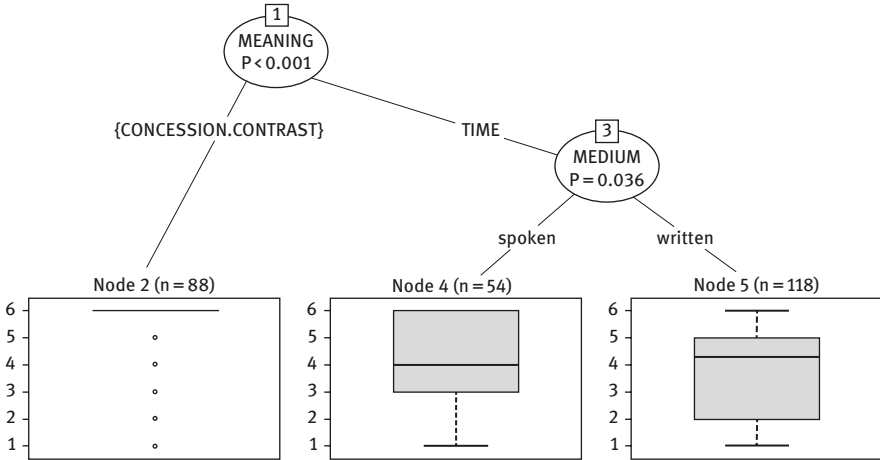 1
MEANING
P < 0.001
{CONCESSION.CONTRAST}
TIME
3
MEDIUM
P = 0.036
spoken
written
Node 2 (n = 88)
Node 4 (n = 54)
Node 5 (n = 118)
6
5
4
3
2
1
6
5
4
3
2
1
6
5
4
3
2
1